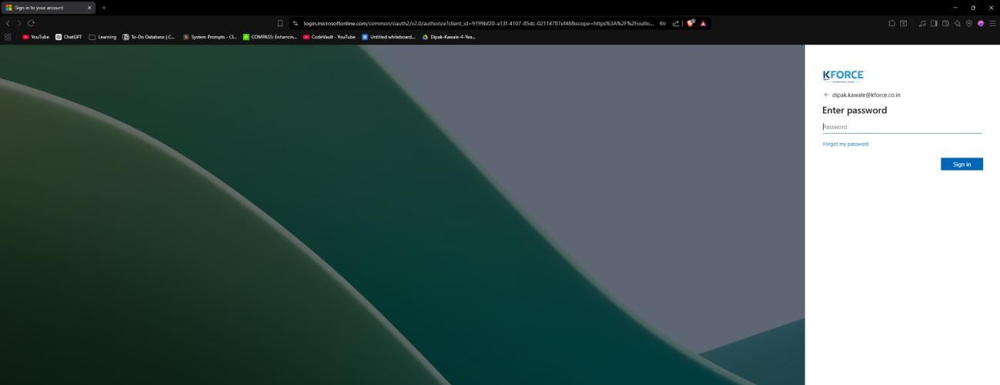 Sign in to your account
login.microsoftonline.com/common/oauth2/v2.0/authorize?client_id=9199bf20-a13f-4107-85dc-02114787ef48&scope=https%3A%2F%2Foutlo...
YouTube ChatGPT Learning To-Do Database | C... System Prompts - Cl... COMPASS: Enhancin... CodeVault - YouTube Untitled whiteboard... Dipak-Kawale-4-Yea...
KFORCE
dipak.kawale@kforce.co.in
Enter password
Password
Forgot my password
Sign in